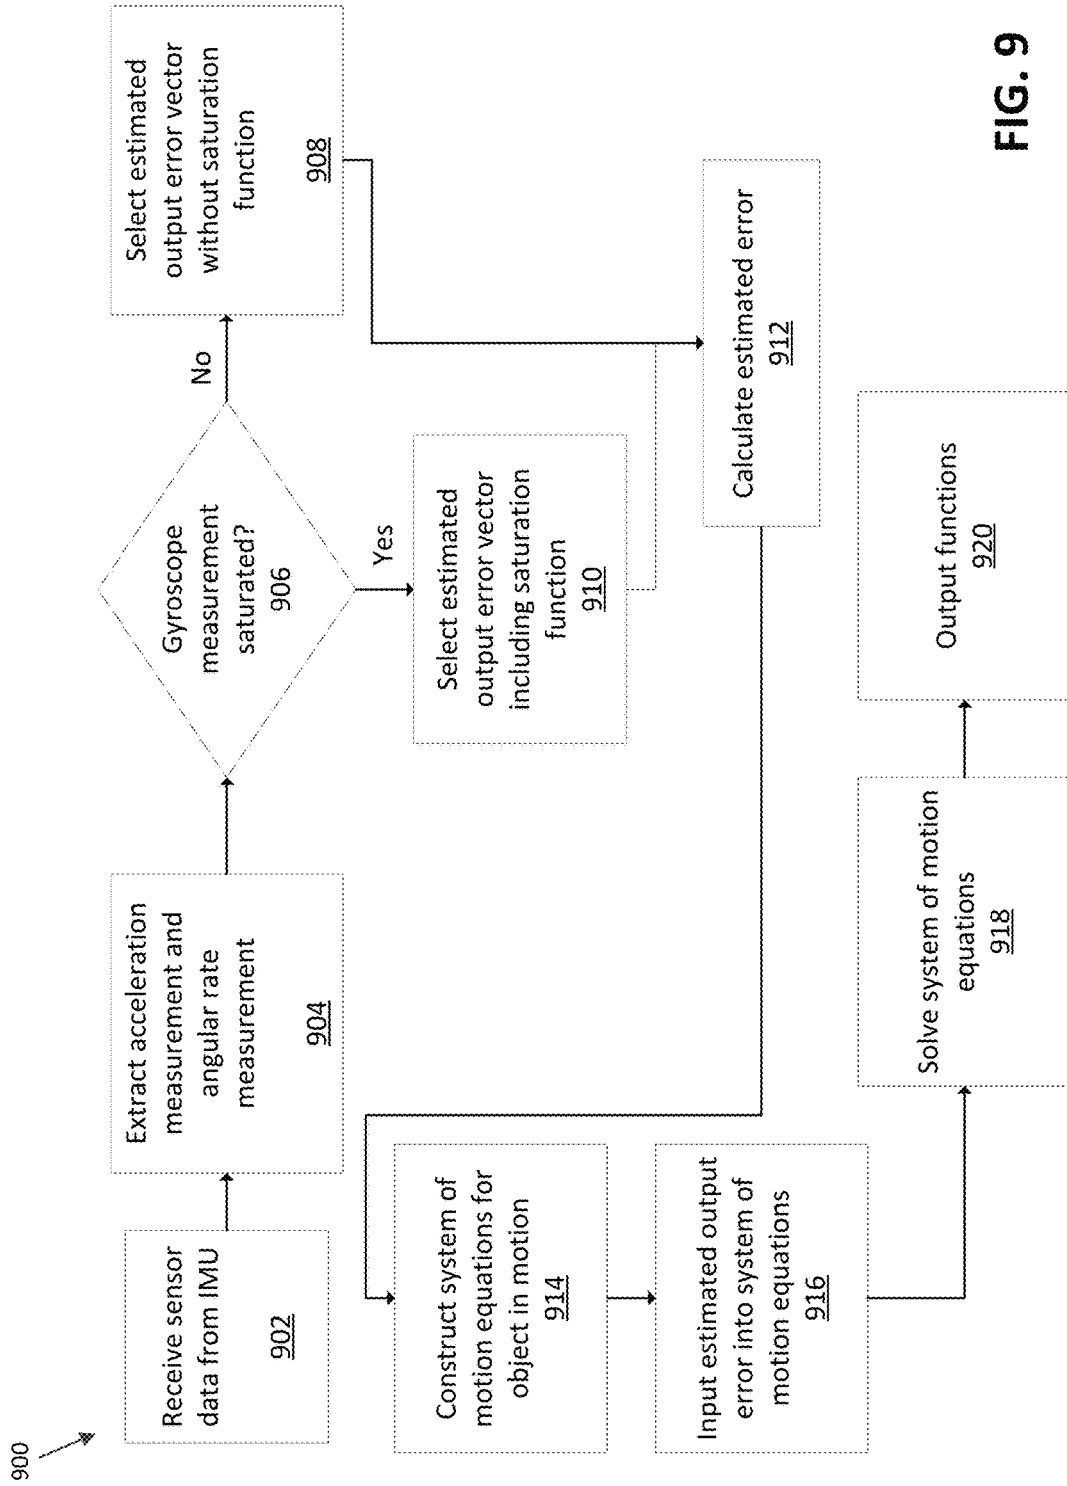 900
Receive sensor
data from IMU
902
Extract acceleration
measurement and
angular rate
measurement
904
Gyroscope
measurement
saturated?
906
No
Yes
Select estimated
output error vector
without saturation
function
908
Select estimated
output error vector
including saturation
function
910
Calculate estimated error
912
Construct system of
motion equations for
object in motion
914
Input estimated output
error into system of
motion equations
916
Solve system of motion
equations
918
Output functions
920
FIG. 9